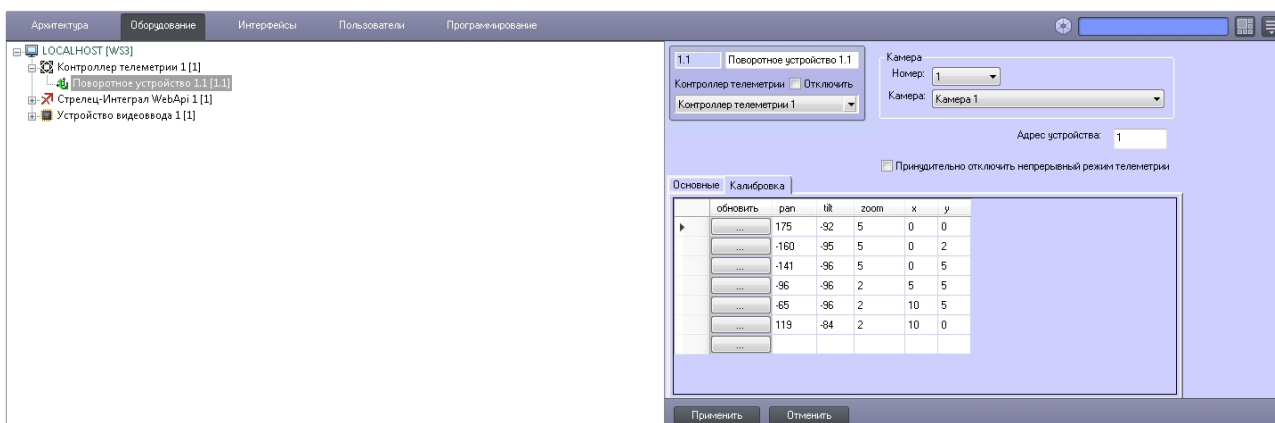 Архитектура Оборудование Интерфейсы Пользователи Программирование
LOCALHOST [WS3]
Контроллер телеметрии 1 [1]
Поворотное устройство 1.1 [1.1]
Стрелец-Интеграл WebApi 1 [1]
Устройство видеоввода 1 [1]
1.1 Поворотное устройство 1.1
Контроллер телеметрии Отключить
Контроллер телеметрии 1
Камера
Номер: 1
Камера: Камера 1
Адрес устройства: 1
Принудительно отключить непрерывный режим телеметрии
Основные Калибровка
обновить pan tilt zoom x y
... 175 -92 5 0 0
... -160 -95 5 0 2
... -141 -96 5 0 5
... -96 -96 2 5 5
... -65 -96 2 10 5
... 119 -84 2 10 0
...
Применить Отменить